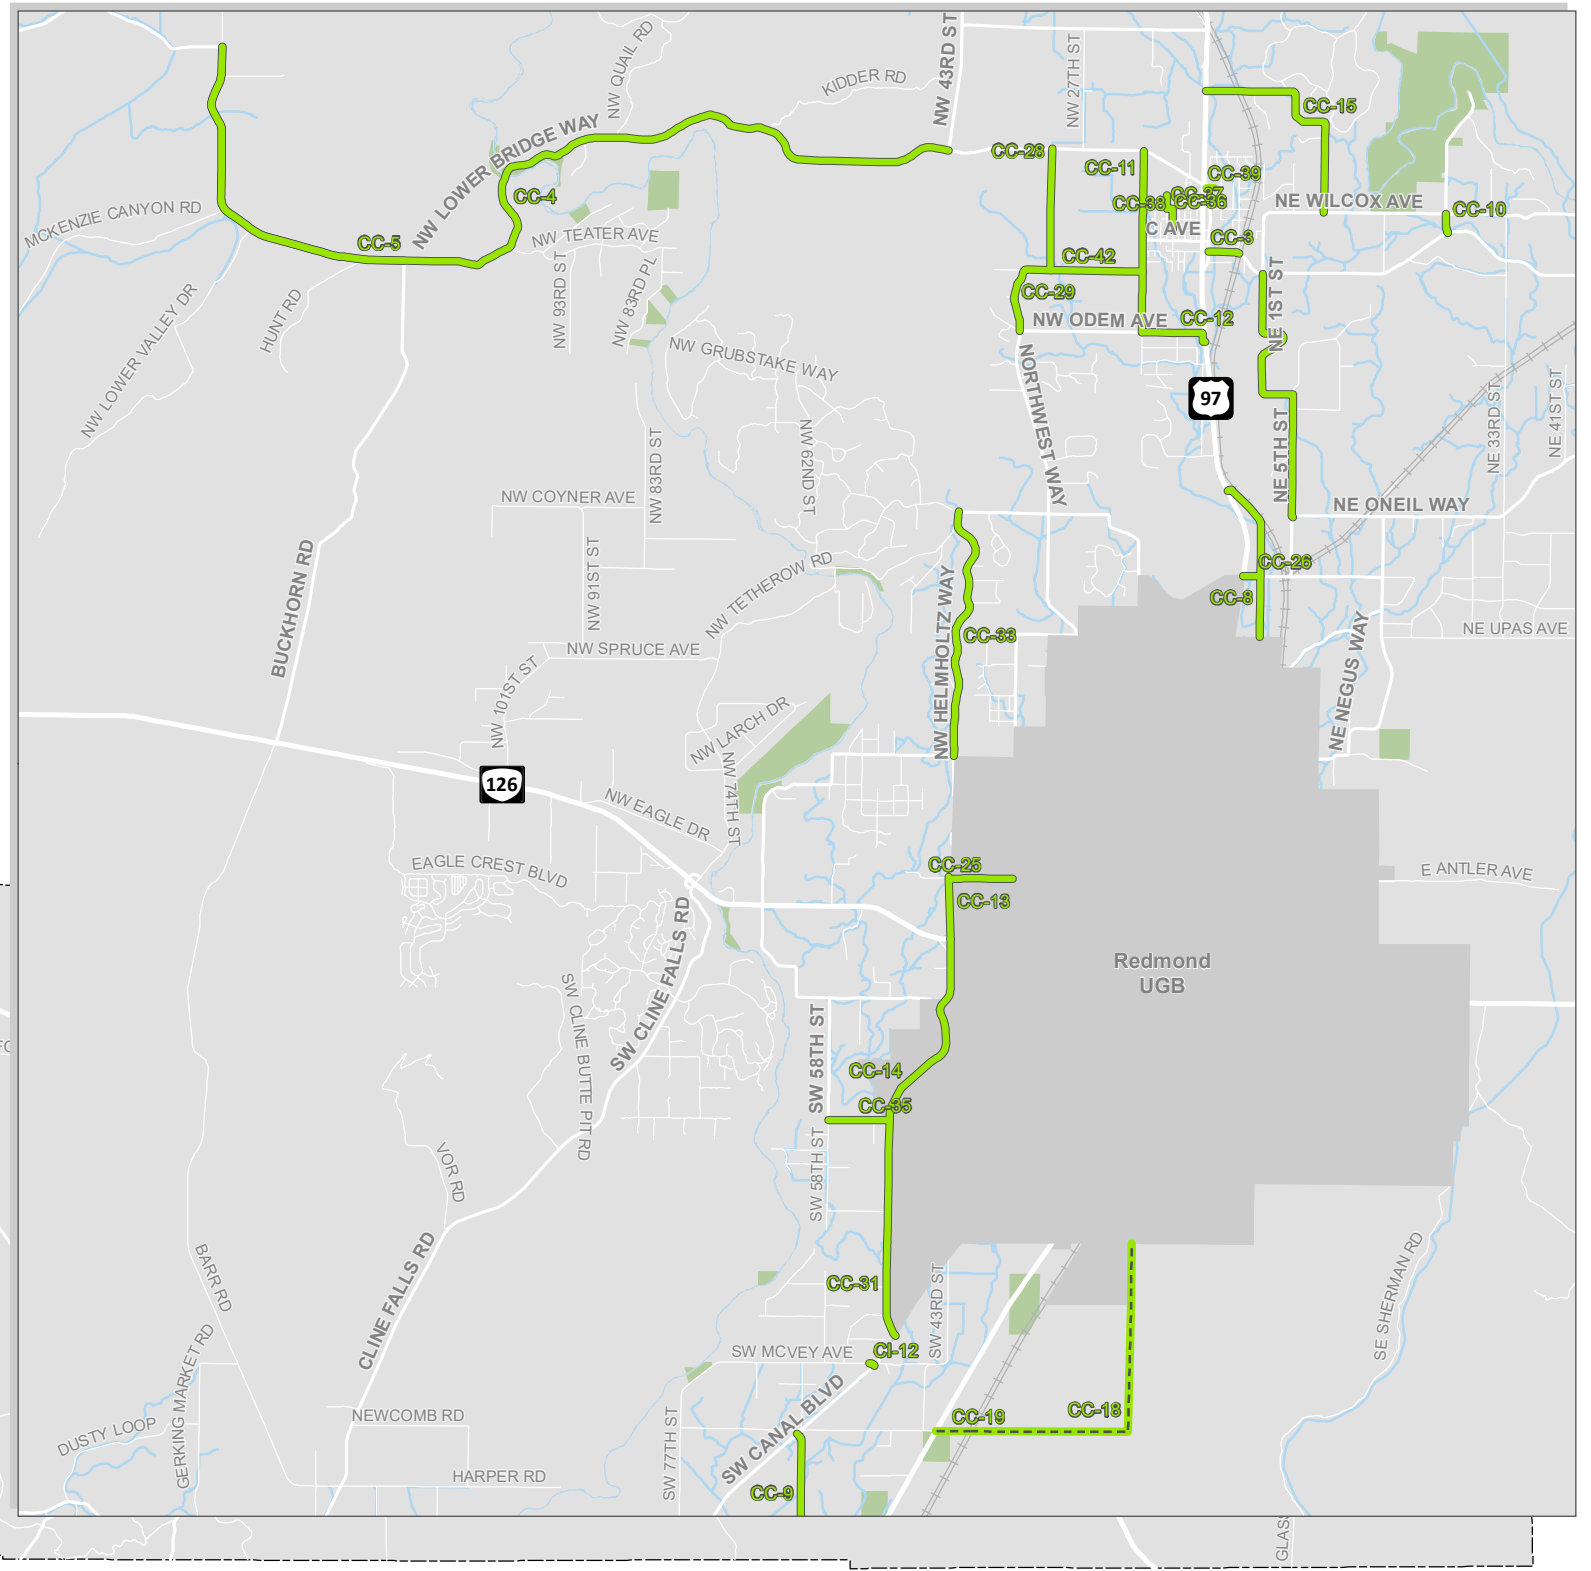 NW QUAIL RD
KIDDER RD
NW 43RD ST
NW 27TH ST
CC-15
NW LOWER BRIDGE WAY
CC-28
CC-11
CC-39
CC-37
CC-38
CC-36
NE WILCOX AVE
CC-10
MCKENZIE CANYON RD
CC-4
CC-5
NW TEATER AVE
C AVE
CC-3
CC-42
NW LOWER VALLEY DR
HUNT RD
NW 93RD ST
NW 83RD PL
CC-29
NW ODEM AVE
CC-12
NE 1ST ST
NW GRUBSTAKE WAY
NORTHWEST WAY
97
NE 33RD ST
NE 41ST ST
NW 83RD ST
NW 62ND ST
NE 5TH ST
NW COYNER AVE
NE ONEIL WAY
BUCKHORN RD
NW 91ST ST
NW TETHEROW RD
NW HELMHOLTZ WAY
CC-26
CC-8
CC-33
NE UPAS AVE
NE NEGUS WAY
NW SPRUCE AVE
NW 101ST ST
NW LARCH DR
NW 74TH ST
126
NW EAGLE DR
EAGLE CREST BLVD
CC-25
CC-13
E ANTLER AVE
SW CLINE FALLS RD
Redmond
UGB
SW CLINE BUTTE PIT RD
SW 58TH ST
CC-14
CC-35
SW 58TH ST
VOR RD
BARR RD
CLINE FALLS RD
CC-31
SW 43RD ST
SE SHERMAN RD
CI-12
SW MCVEY AVE
GERKING MARKET RD
SW CANAL BLVD
CC-19
CC-18
DUSTY LOOP
NEWCOMB RD
SW 77TH ST
HARPER RD
CC-9
GLASS